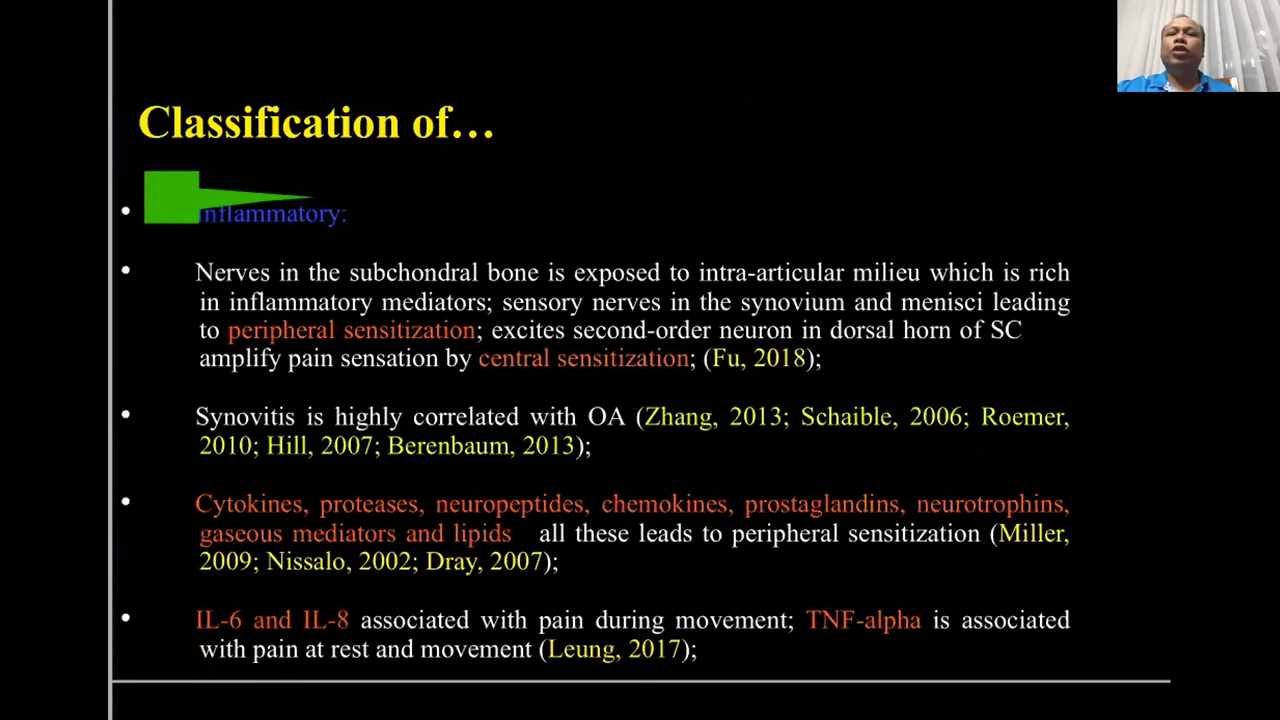 Classification of…
• Inflammatory:
• Nerves in the subchondral bone is exposed to intra-articular milieu which is rich
in inflammatory mediators; sensory nerves in the synovium and menisci leading
to peripheral sensitization; excites second-order neuron in dorsal horn of SC
amplify pain sensation by central sensitization; (Fu, 2018);
• Synovitis is highly correlated with OA (Zhang, 2013; Schaible, 2006; Roemer,
2010; Hill, 2007; Berenbaum, 2013);
• Cytokines, proteases, neuropeptides, chemokines, prostaglandins, neurotrophins,
gaseous mediators and lipids all these leads to peripheral sensitization (Miller,
2009; Nissalo, 2002; Dray, 2007);
• IL-6 and IL-8 associated with pain during movement; TNF-alpha is associated
with pain at rest and movement (Leung, 2017);